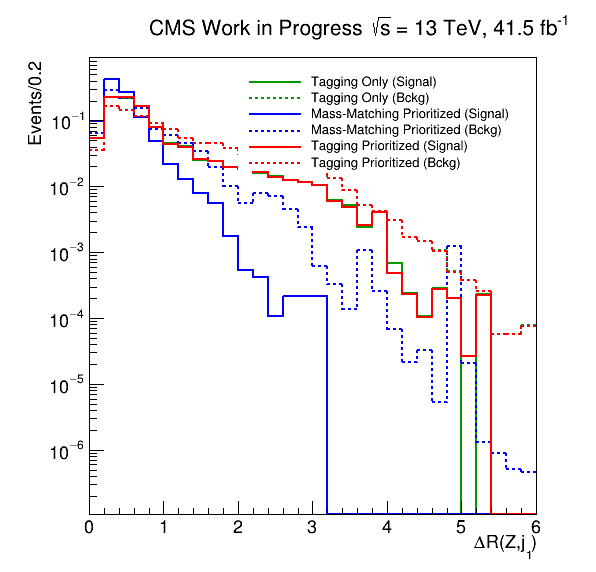 CMS Work in Progress √s = 13 TeV, 41.5 fb⁻¹
Events/0.2
Tagging Only (Signal)
Tagging Only (Bckg)
Mass-Matching Prioritized (Signal)
Mass-Matching Prioritized (Bckg)
Tagging Prioritized (Signal)
Tagging Prioritized (Bckg)
10⁻¹
10⁻²
10⁻³
10⁻⁴
10⁻⁵
10⁻⁶
0 1 2 3 4 5 6
ΔR(Z,j₁)